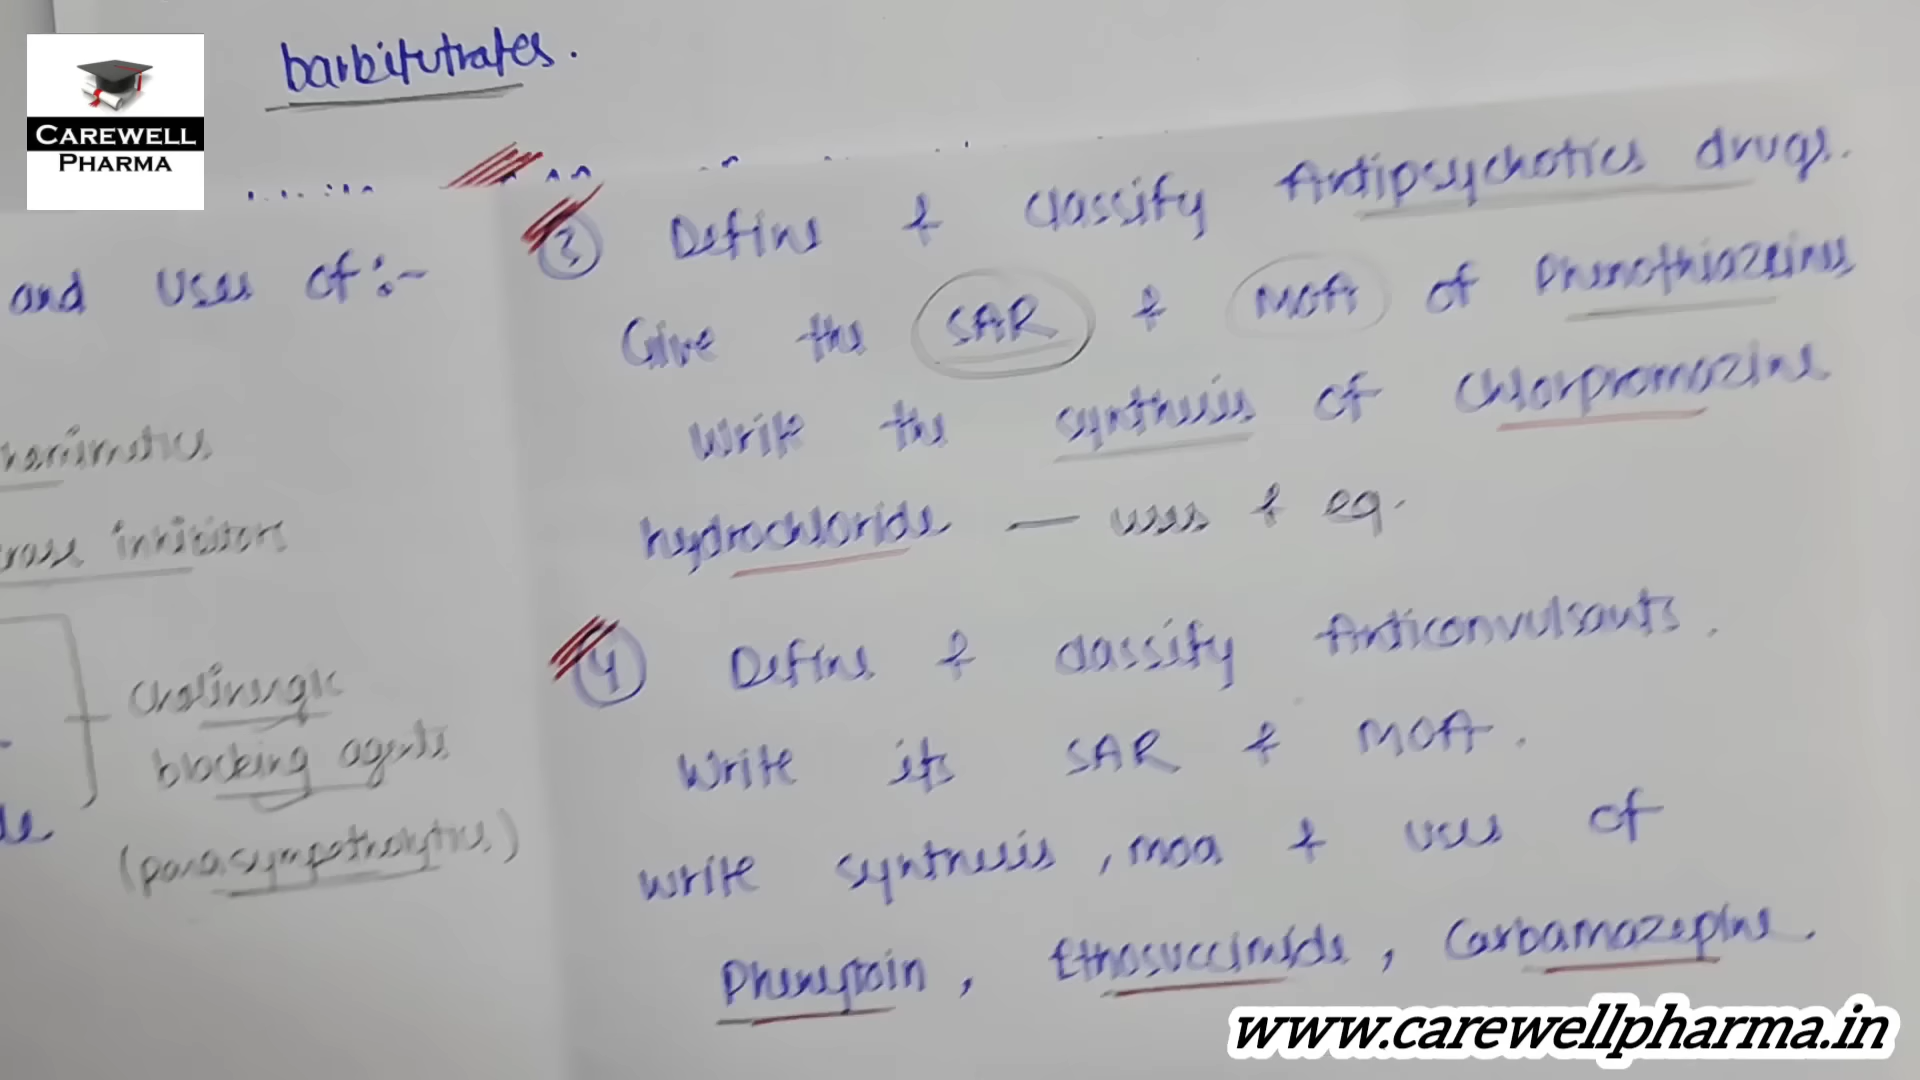 barbitutrates.
CAREWELL
PHARMA
and uses of:-
inhibitors
cholinergic
blocking agents
(parasympatholytics)
3 Define & classify Antipsychotics drugs.
Give the SAR & MOA of Phenothiazeines
Write the synthesis of Chlorpromazine
hydrochloride — uses & eg.
4 Define & classify Anticonvulsants.
Write its SAR & MOA.
write synthesis, moa & uses of
Phenytoin, Ethosuccimide, Carbamazepine.
www.carewellpharma.in